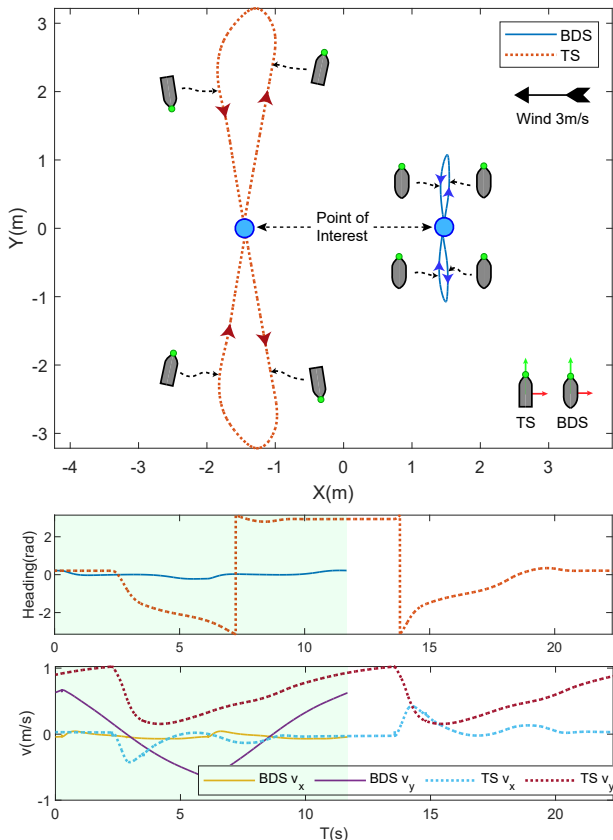 3
2
1
0
-1
-2
-3
Y(m)
BDS
TS
Wind 3m/s
Point of
Interest
TS
BDS
-4
-3
-2
-1
0
1
2
3
X(m)
Heading(rad)
2
0
-2
0
5
10
15
20
v(m/s)
1
0
-1
BDS v_x
BDS v_y
TS v_x
TS v_y
0
5
10
15
20
T(s)